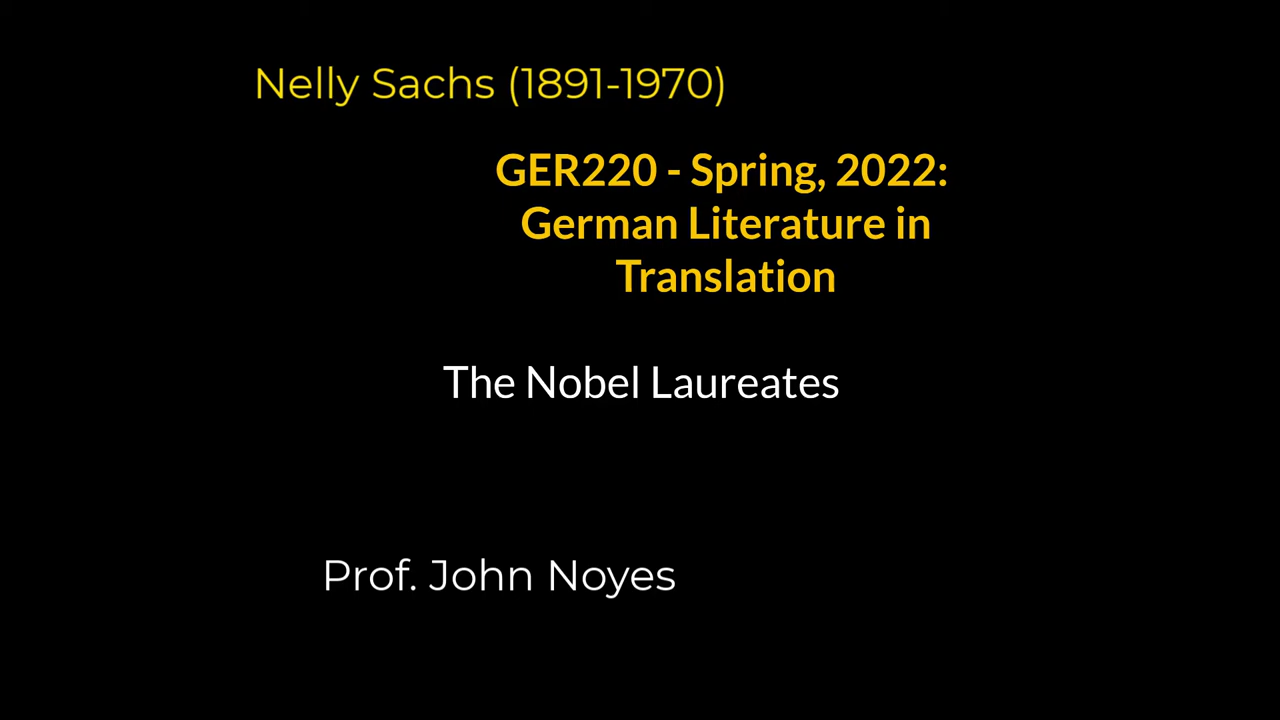 Nelly Sachs (1891-1970)
GER220 - Spring, 2022:
German Literature in
Translation
The Nobel Laureates
Prof. John Noyes